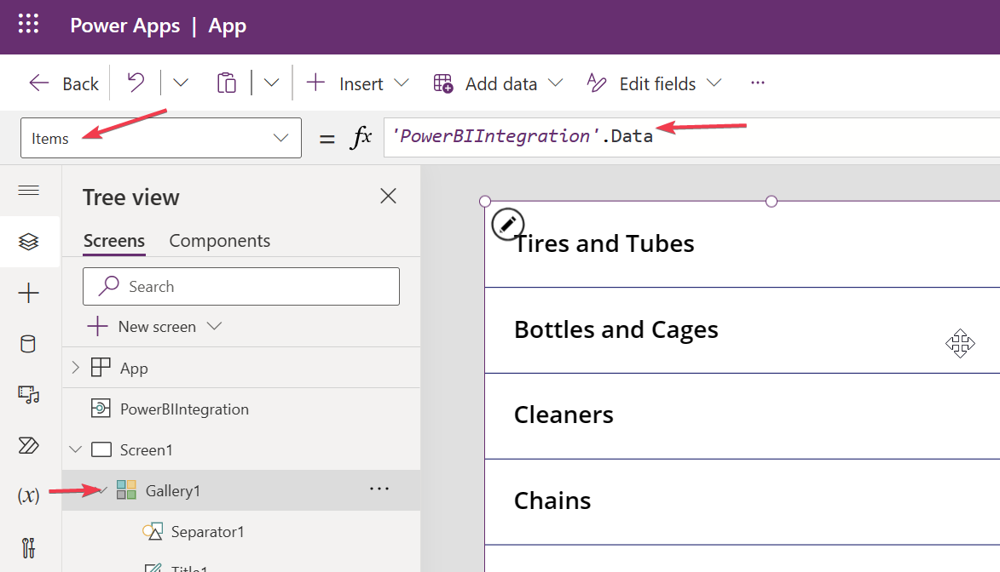 Power Apps | App
Back
Insert
Add data
Edit fields
...
Items
= fx 'PowerBIIntegration'.Data
Tree view
Screens Components
Search
New screen
App
PowerBIIntegration
Screen1
(x)
Gallery1
...
Separator1
Title1
Tires and Tubes
Bottles and Cages
Cleaners
Chains